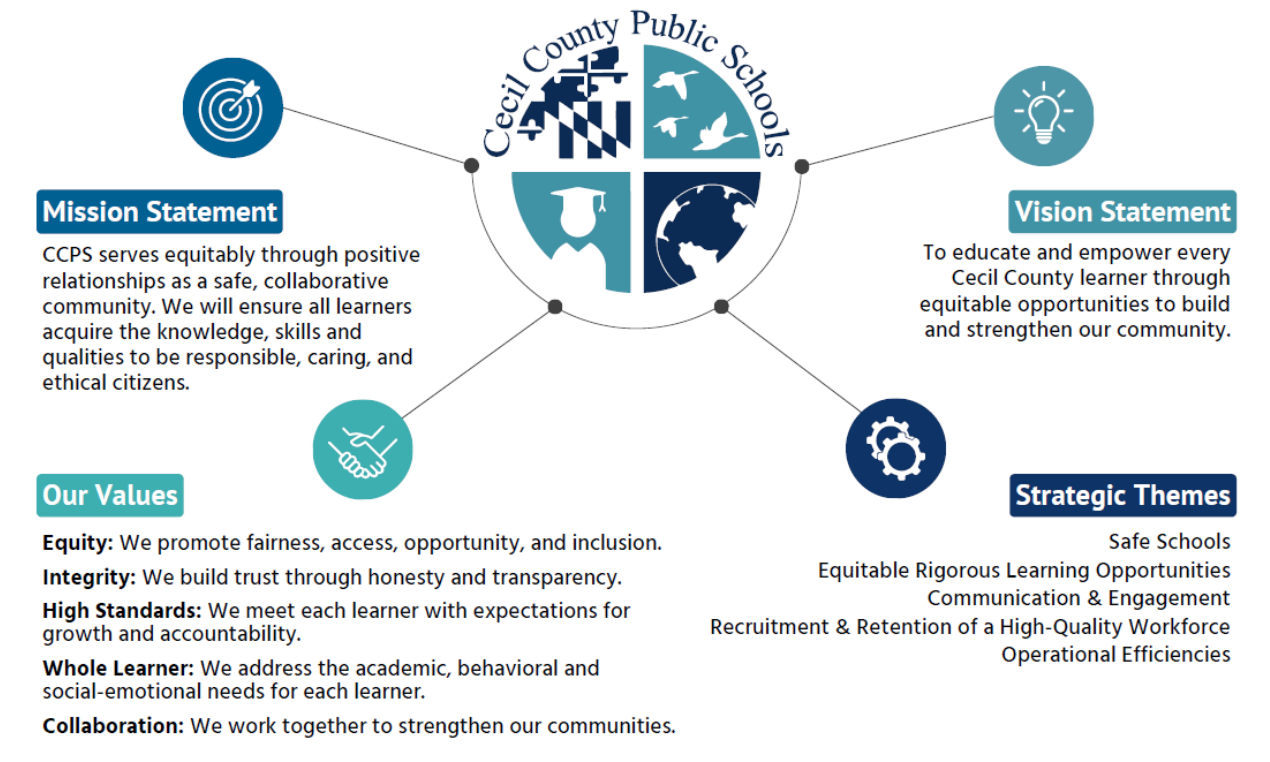 Cecil County Public Schools
Mission Statement
CCPS serves equitably through positive
relationships as a safe, collaborative
community. We will ensure all learners
acquire the knowledge, skills and
qualities to be responsible, caring, and
ethical citizens.
Vision Statement
To educate and empower every
Cecil County learner through
equitable opportunities to build
and strengthen our community.
Our Values
Equity: We promote fairness, access, opportunity, and inclusion.
Integrity: We build trust through honesty and transparency.
High Standards: We meet each learner with expectations for
growth and accountability.
Whole Learner: We address the academic, behavioral and
social-emotional needs for each learner.
Collaboration: We work together to strengthen our communities.
Strategic Themes
Safe Schools
Equitable Rigorous Learning Opportunities
Communication & Engagement
Recruitment & Retention of a High-Quality Workforce
Operational Efficiencies